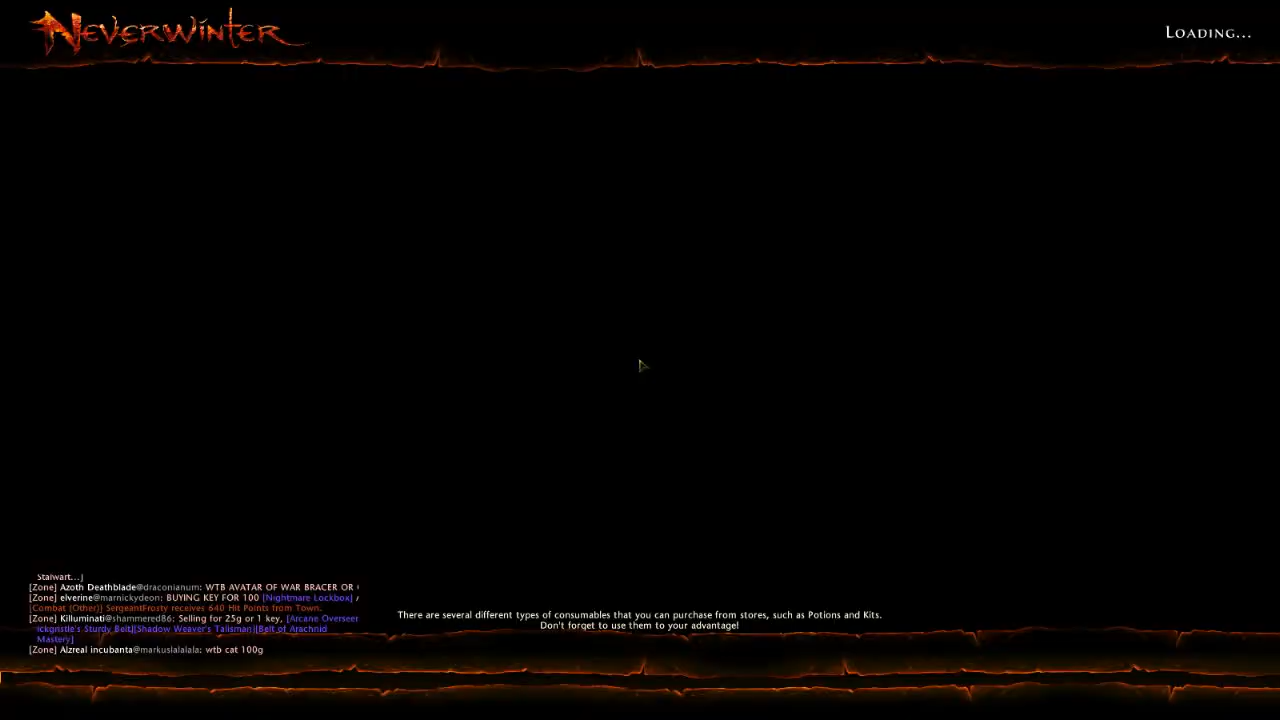 NEVERWINTER
LOADING...
Stalwart...]
[Zone] Azoth Deathblade@draconianum: WTB AVATAR OF WAR BRACER OR
[Zone] elverine@marnickydeon: BUYING KEY FOR 100 [Nightmare Lockbox] /
[Combat (Other)] SergeantFrosty receives 640 Hit Points from Town.
[Zone] Killuminati@shammered86: Selling for 25g or 1 key, [Arcane Overseer
rickgnstle's Sturdy Belt][Shadow Weaver's Talisman][Belt of Arachnid
Mastery]
[Zone] Alzreal incubanta@markuslalalala: wtb cat 100g
There are several different types of consumables that you can purchase from stores, such as Potions and Kits.
Don't forget to use them to your advantage!